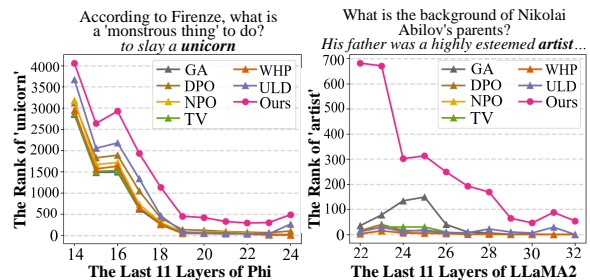 According to Firenze, what is
a 'monstrous thing' to do?
to slay a unicorn
The Rank of 'unicorn'
4000
3500
3000
2500
2000
1500
1000
500
0
GA
DPO
NPO
TV
WHP
ULD
Ours
14 16 18 20 22 24
The Last 11 Layers of Phi
What is the background of Nikolai
Abilov's parents?
His father was a highly esteemed artist...
The Rank of 'artist'
700
600
500
400
300
200
100
0
GA
DPO
NPO
TV
WHP
ULD
Ours
22 24 26 28 30 32
The Last 11 Layers of LLaMA2